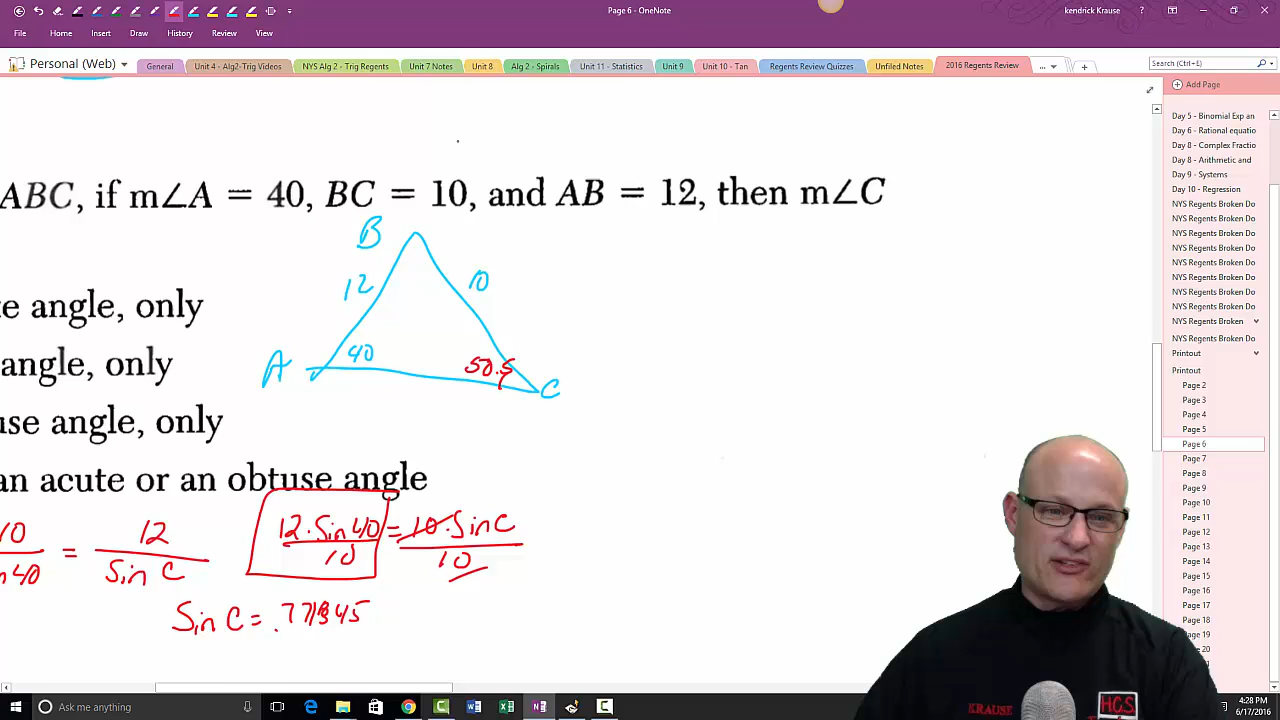 Page 6 - OneNote
kendrick Krause
File Home Insert Draw History Review View
Personal (Web)
General Unit 4 - Alg2-Trig Videos NYS Alg 2 - Trig Regents Unit 7 Notes Unit 8 Alg 2 - Spirals Unit 11 - Statistics Unit 9 Unit 10 - Tan Regents Review Quizzes Unfiled Notes 2016 Regents Review ...
Search (Ctrl+E)
Add Page
Day 5 - Binomial Exp an
Day 6 - Rational equatio
Day 8 - Complex Fractio
Day 8 - Arithmetic and
Day 9 - Systems
Day 10 - Regression
NYS Regents Broken Do
NYS Regents Broken Do
NYS Regents Broken Do
NYS Regents Broken Do
NYS Regents Broken Do
NYS Regents Broken Do
NYS Regents Broken Do
NYS Regents Broken Do
NYS Regents Broken
Printout
Printout
Page 2
Page 3
Page 4
Page 5
Page 6
Page 7
Page 8
Page 9
Page 10
Page 11
Page 12
Page 13
Page 14
Page 15
Page 16
Page 17
Page 18
Page 19
ABC, if m∠A = 40, BC = 10, and AB = 12, then m∠C
B
12 10
A 40 50.5 C
e angle, only
angle, only
use angle, only
an acute or an obtuse angle
10 = 12 12·Sin40 = 10·Sin C
n40 Sin C 10 10
Sin C =
KRAUSE HCS
Ask me anything
4:28 PM
6/17/2016